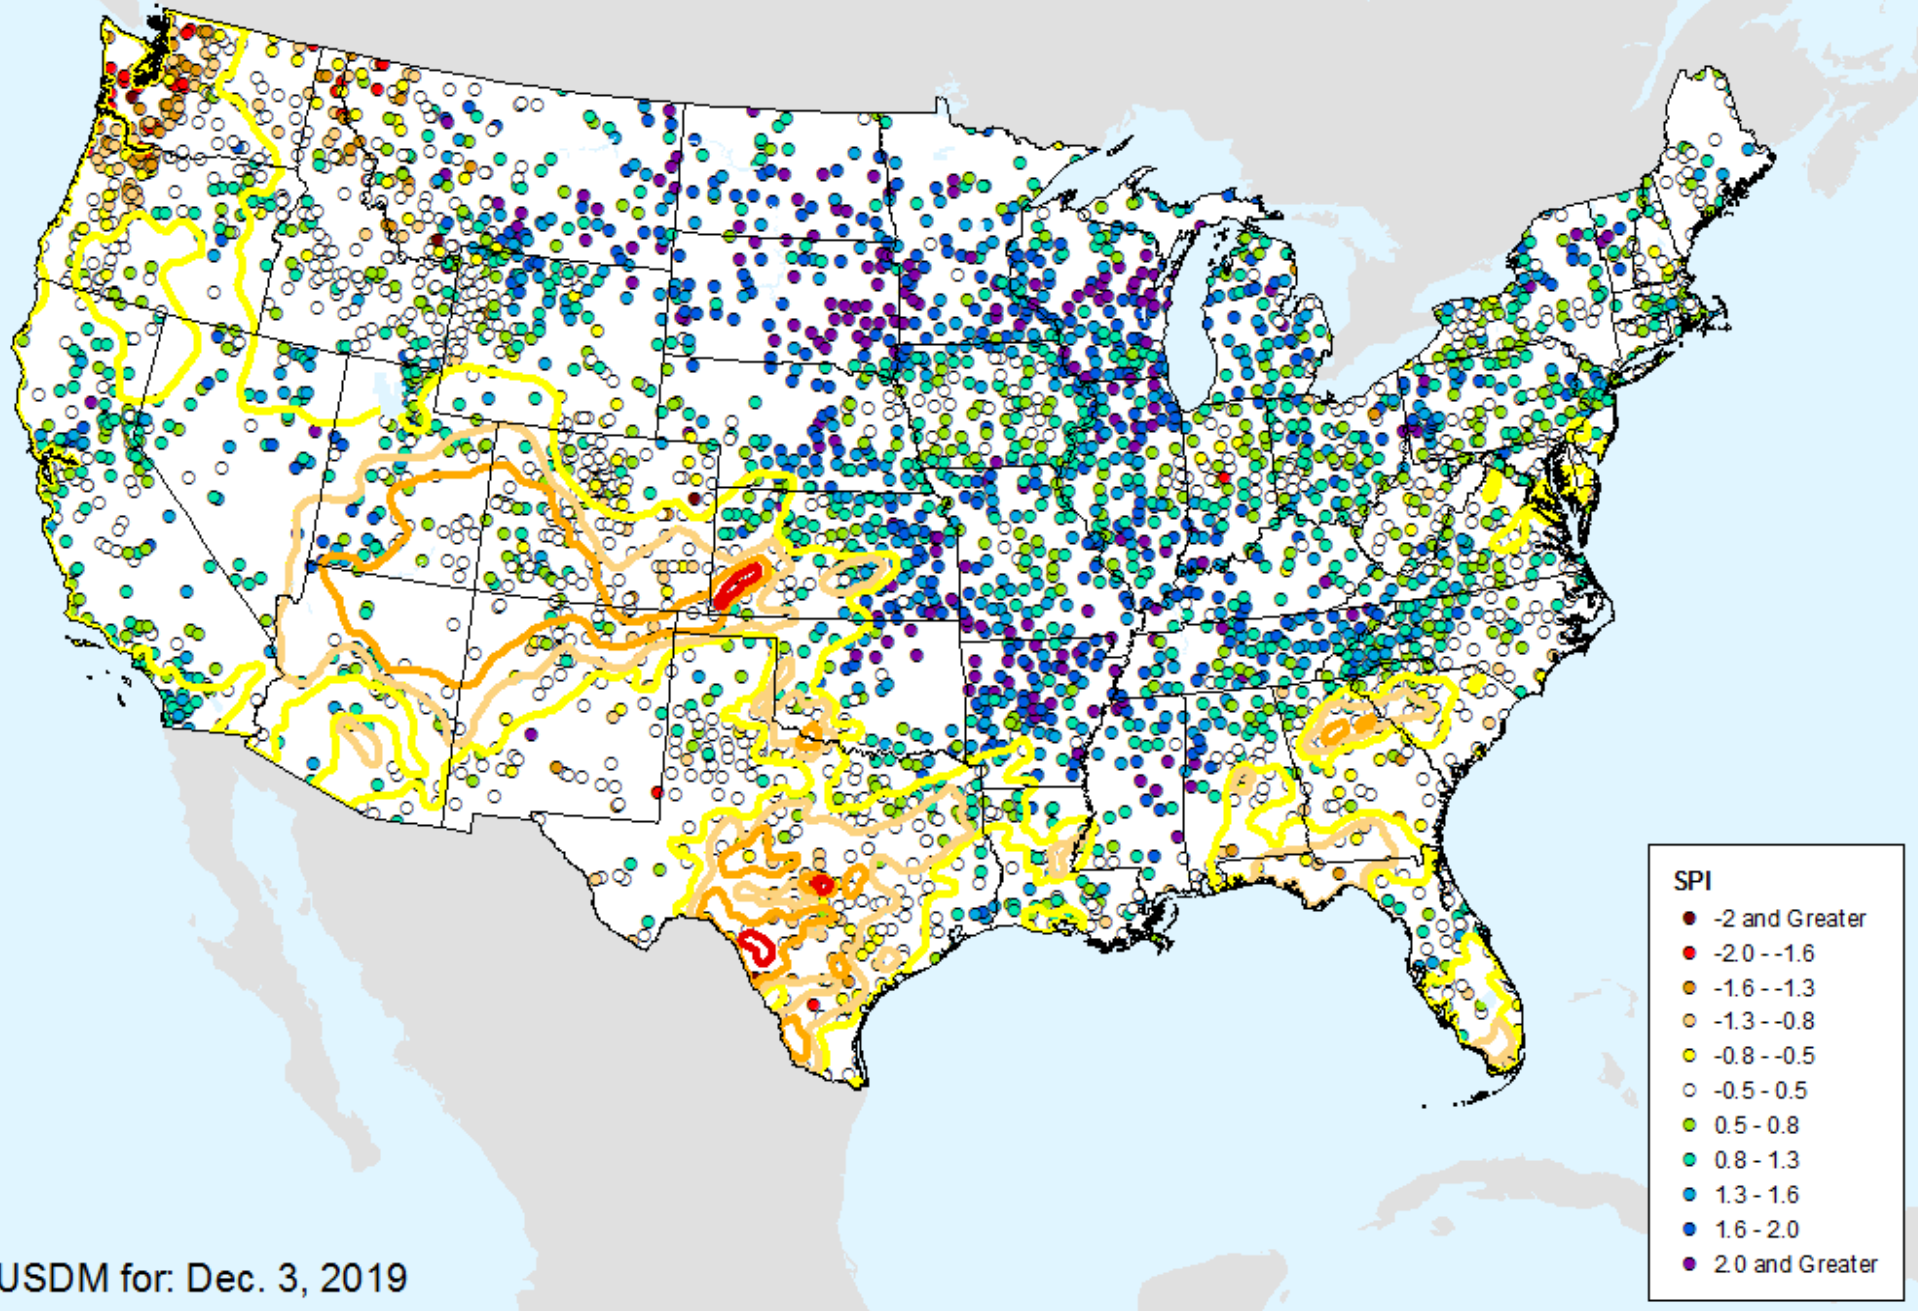 SPI
-2 and Greater
-2.0 - -1.6
-1.6 - -1.3
-1.3 - -0.8
-0.8 - -0.5
-0.5 - 0.5
0.5 - 0.8
0.8 - 1.3
1.3 - 1.6
1.6 - 2.0
2.0 and Greater
USDM for: Dec. 3, 2019